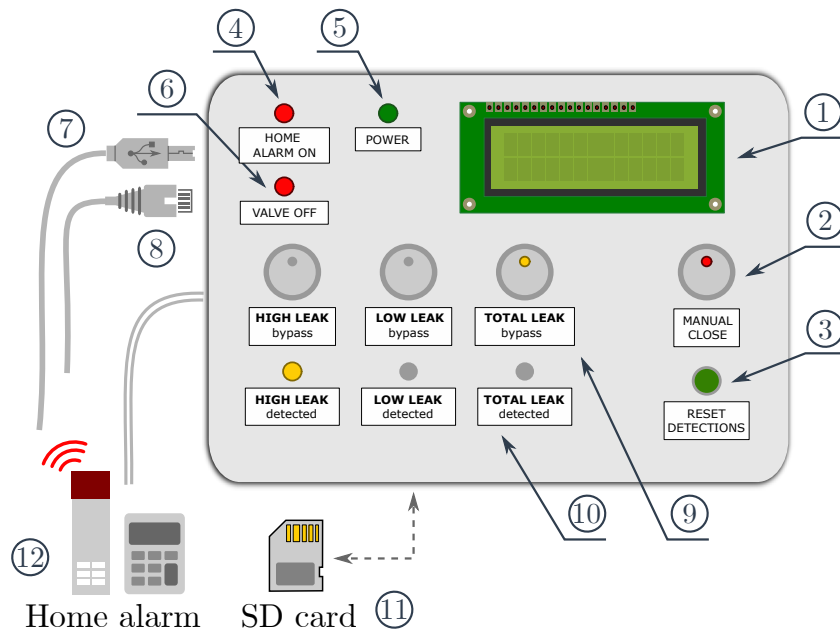 4
5
6
1
7
HOME
ALARM ON
POWER
VALVE OFF
8
2
HIGH LEAK
bypass
LOW LEAK
bypass
TOTAL LEAK
bypass
MANUAL
CLOSE
3
HIGH LEAK
detected
LOW LEAK
detected
TOTAL LEAK
detected
RESET
DETECTIONS
10
9
12
Home alarm
SD card
11